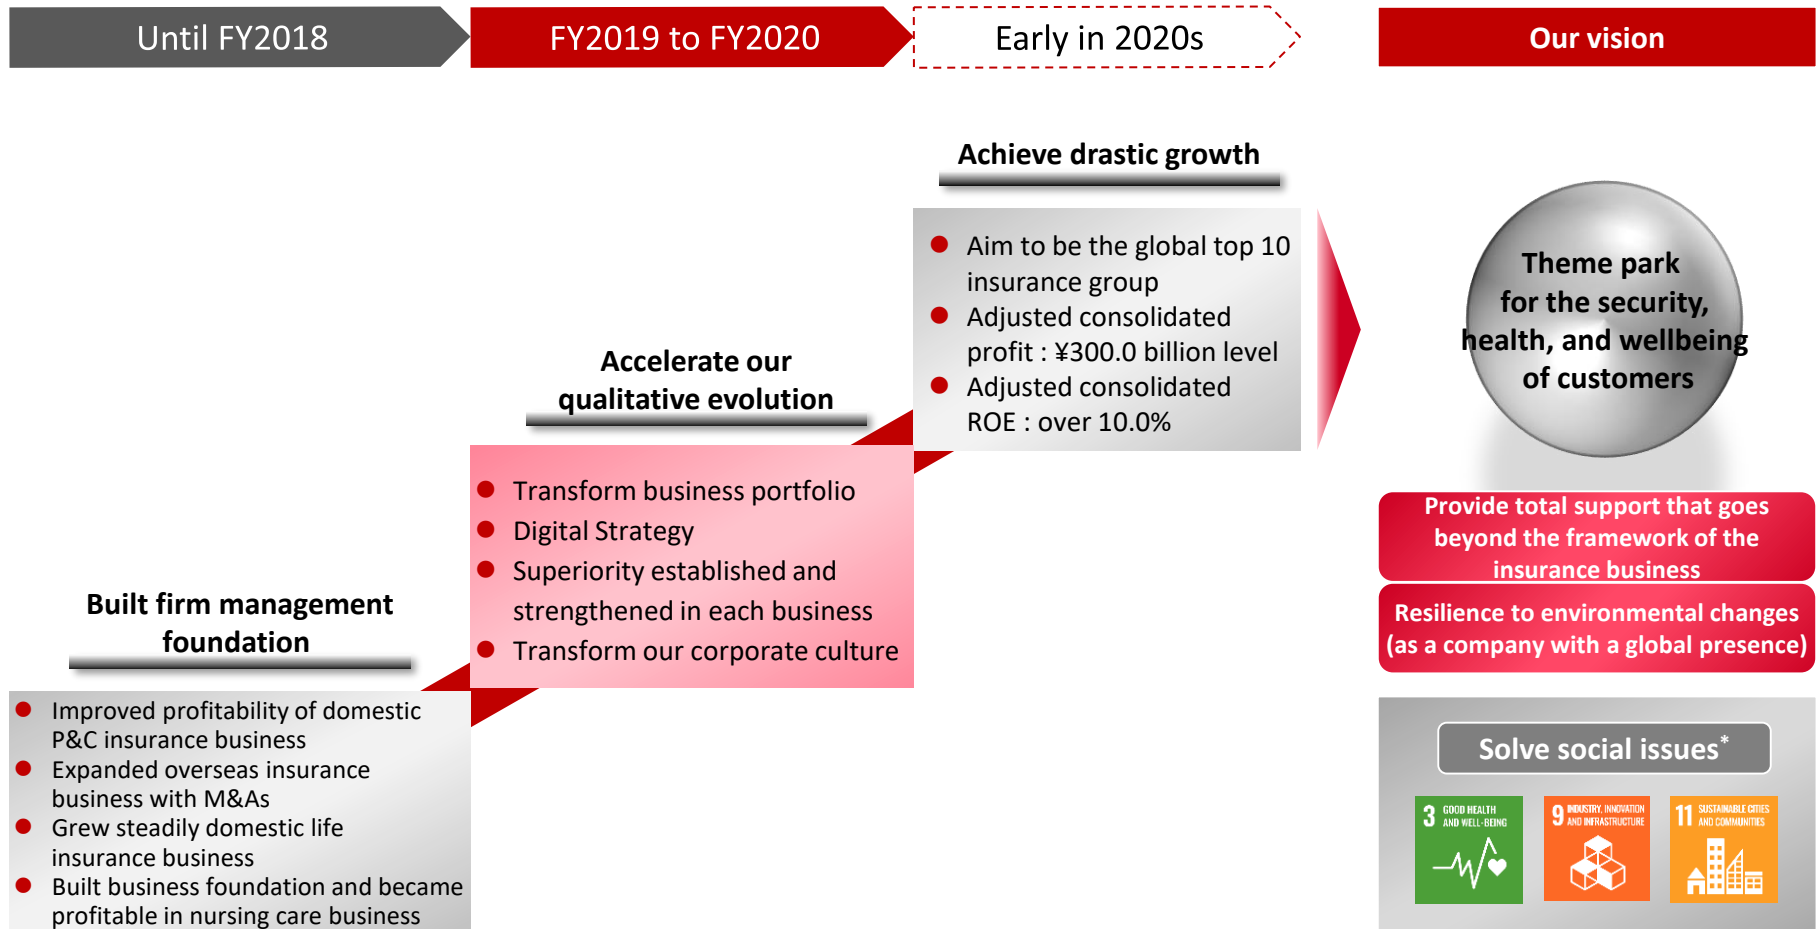 Until FY2018
FY2019 to FY2020
Early in 2020s
Our vision
Built firm management
foundation
● Improved profitability of domestic
P&C insurance business
● Expanded overseas insurance
business with M&As
● Grew steadily domestic life
insurance business
● Built business foundation and became
profitable in nursing care business
Accelerate our
qualitative evolution
● Transform business portfolio
● Digital Strategy
● Superiority established and
strengthened in each business
● Transform our corporate culture
Achieve drastic growth
● Aim to be the global top 10
insurance group
● Adjusted consolidated
profit : ¥300.0 billion level
● Adjusted consolidated
ROE : over 10.0%
Theme park
for the security,
health, and wellbeing
of customers
Provide total support that goes
beyond the framework of the
insurance business
Resilience to environmental changes
(as a company with a global presence)
Solve social issues*
3 GOOD HEALTH
AND WELL-BEING
9 INDUSTRY, INNOVATION
AND INFRASTRUCTURE
11 SUSTAINABLE CITIES
AND COMMUNITIES